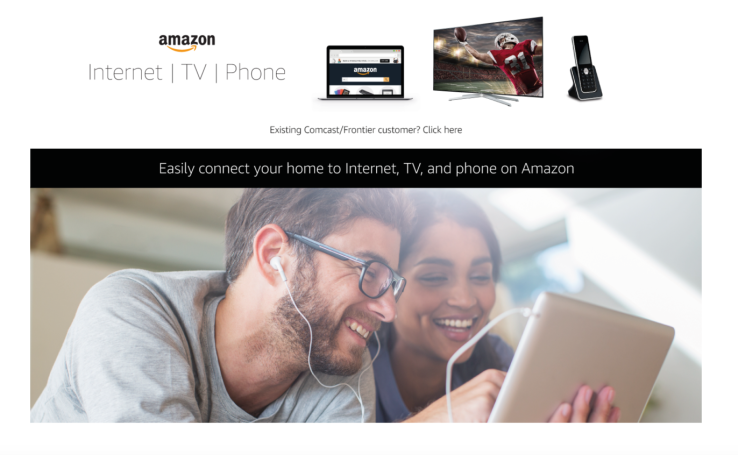 amazon
Internet | TV | Phone
amazon
Existing Comcast/Frontier customer? Click here
Easily connect your home to Internet, TV, and phone on Amazon